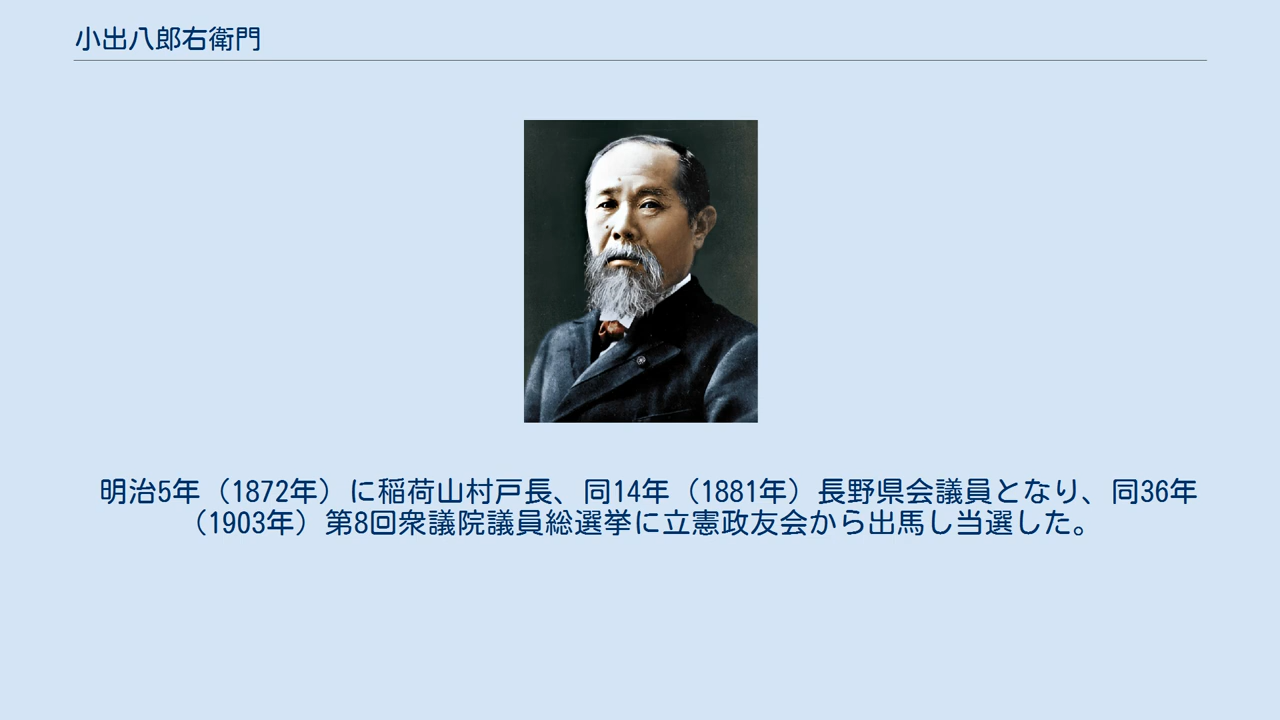 小出八郎右衛門
明治5年（1872年）に稲荷山村戸長、同14年（1881年）長野県会議員となり、同36年
（1903年）第8回衆議院議員総選挙に立憲政友会から出馬し当選した。